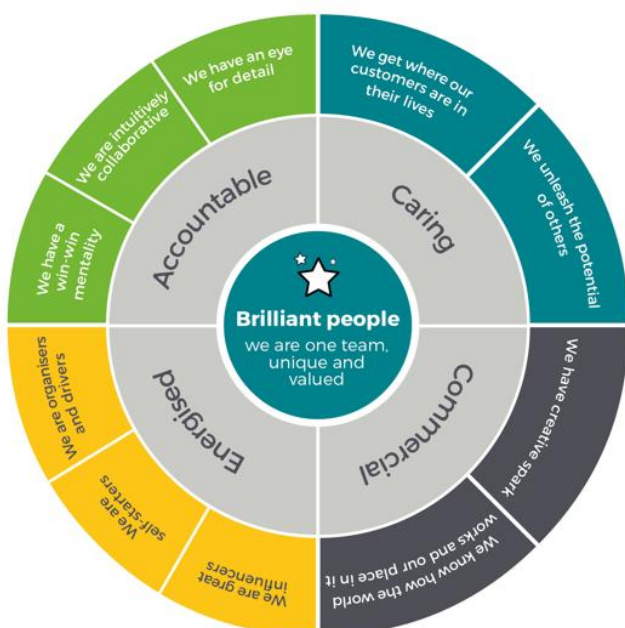 Brilliant people
we are one team,
unique and
valued
Accountable
Caring
Commercial
Energised
We have an eye
for detail
We are intuitively
collaborative
We have a
win-win
mentality
We get where our
customers are in
their lives
We unleash the potential
of others
We have creative spark
We know how the world
works and our place in it
We are great
influencers
We are
self-starters
We are organisers
and drivers